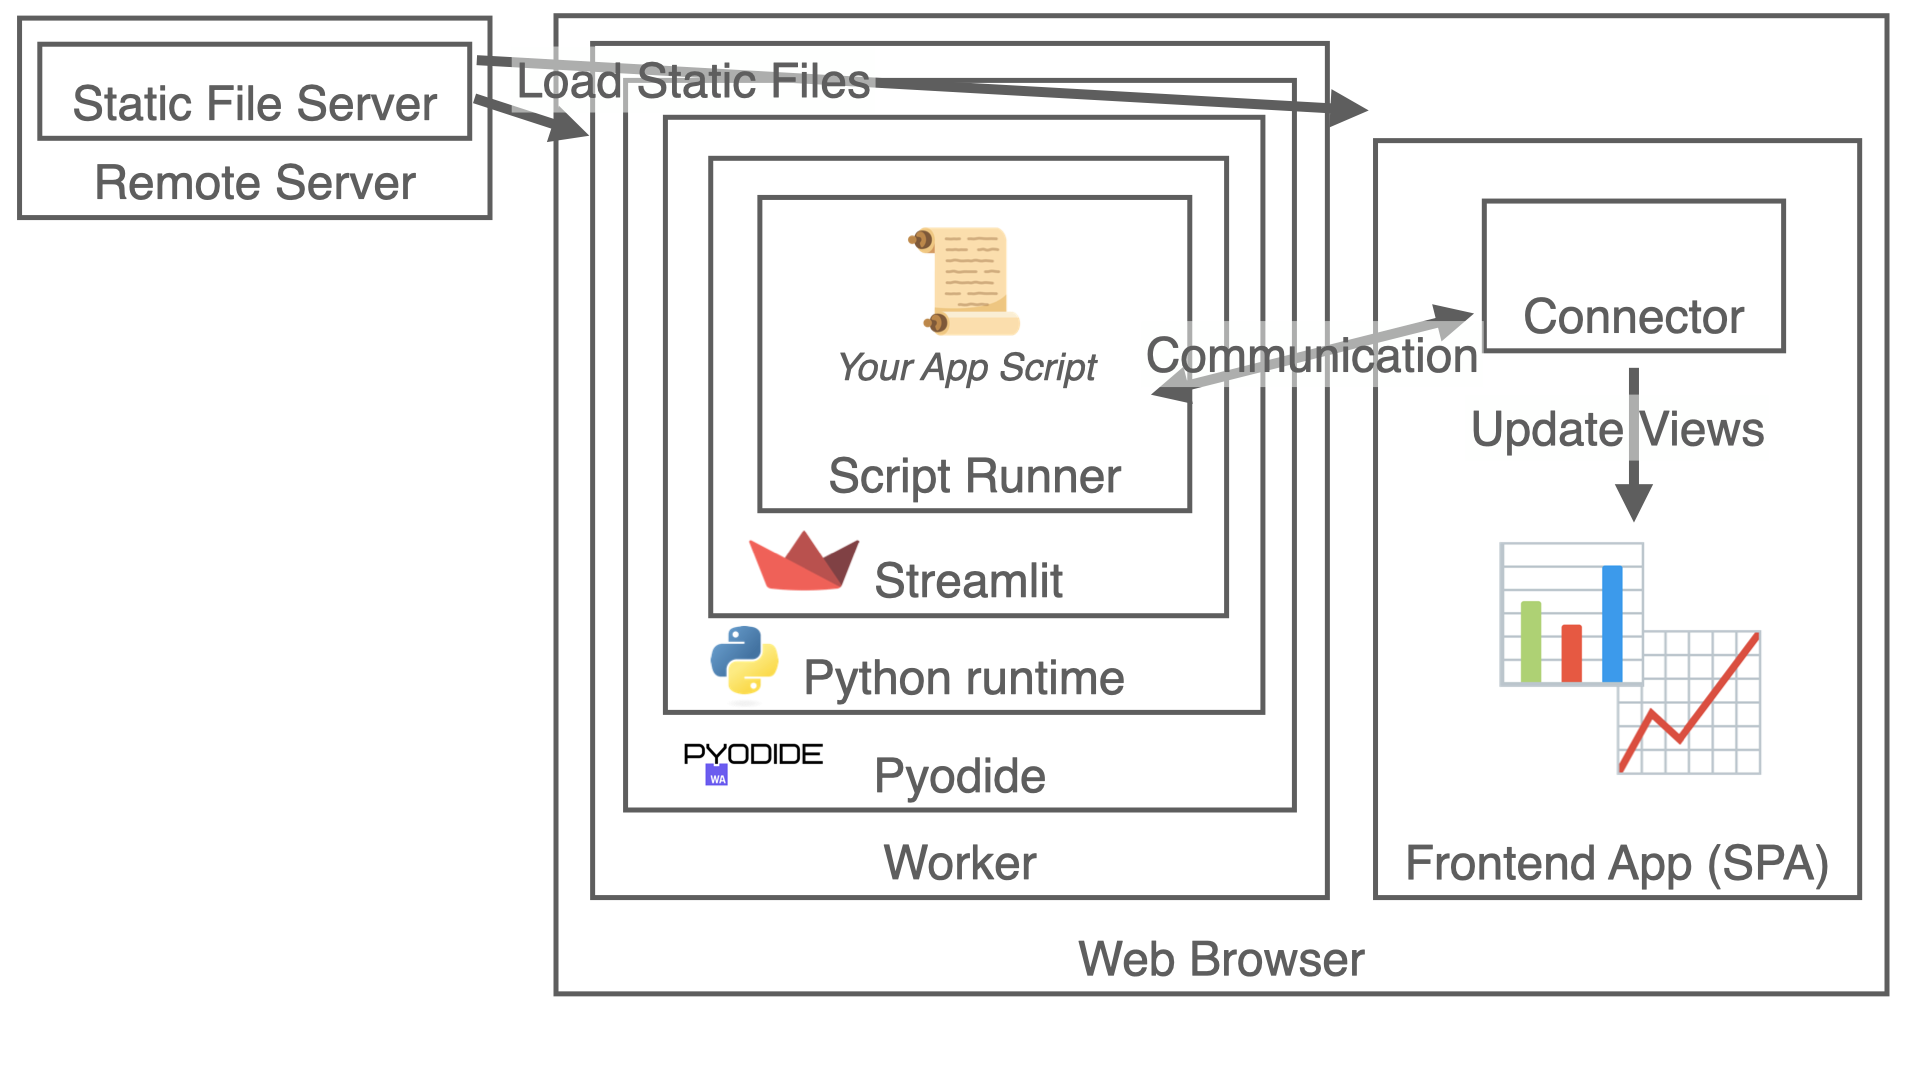 Static File Server
Remote Server
Load Static Files
Your App Script
Script Runner
Streamlit
Python runtime
PYODIDE
WA
Pyodide
Worker
Communication
Connector
Update Views
Frontend App (SPA)
Web Browser